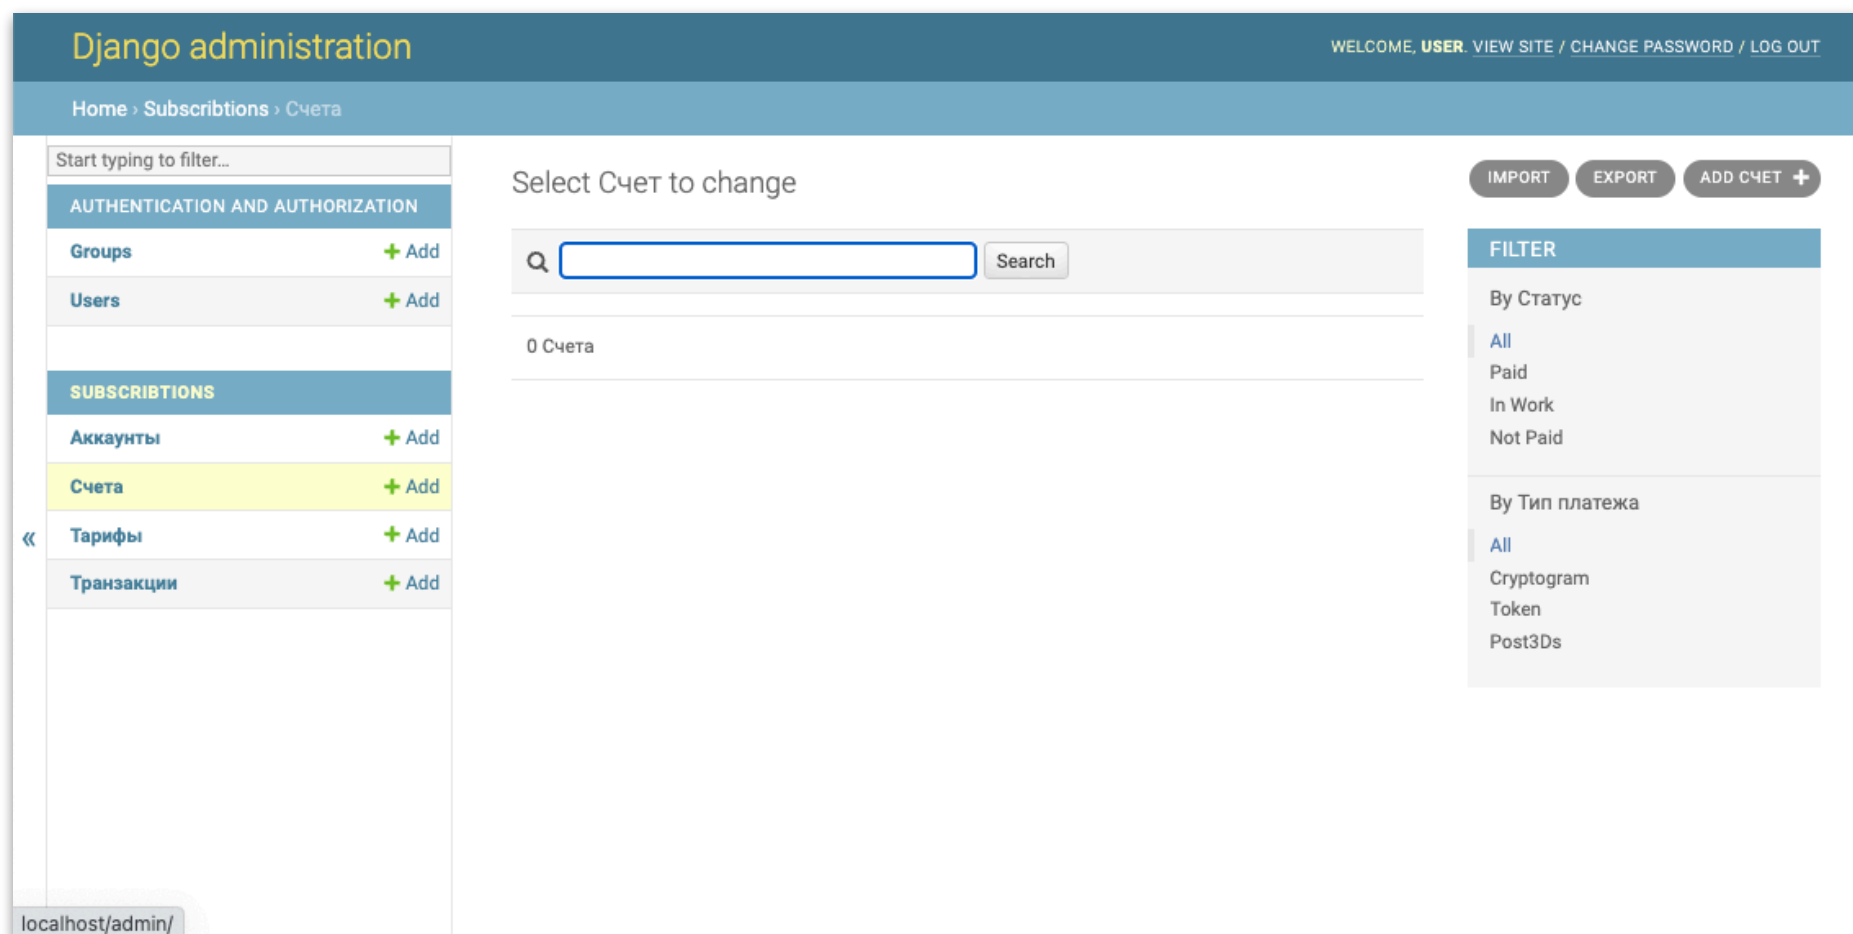 Django administration
WELCOME, USER. VIEW SITE / CHANGE PASSWORD / LOG OUT
Home › Subscribtions › Счета
Start typing to filter...
AUTHENTICATION AND AUTHORIZATION
Groups + Add
Users + Add
SUBSCRIBTIONS
Аккаунты + Add
Счета + Add
« Тарифы + Add
Транзакции + Add
Select Счет to change
Search
0 Счета
IMPORT EXPORT ADD СЧЕТ +
FILTER
By Статус
All
Paid
In Work
Not Paid
By Тип платежа
All
Cryptogram
Token
Post3Ds
localhost/admin/